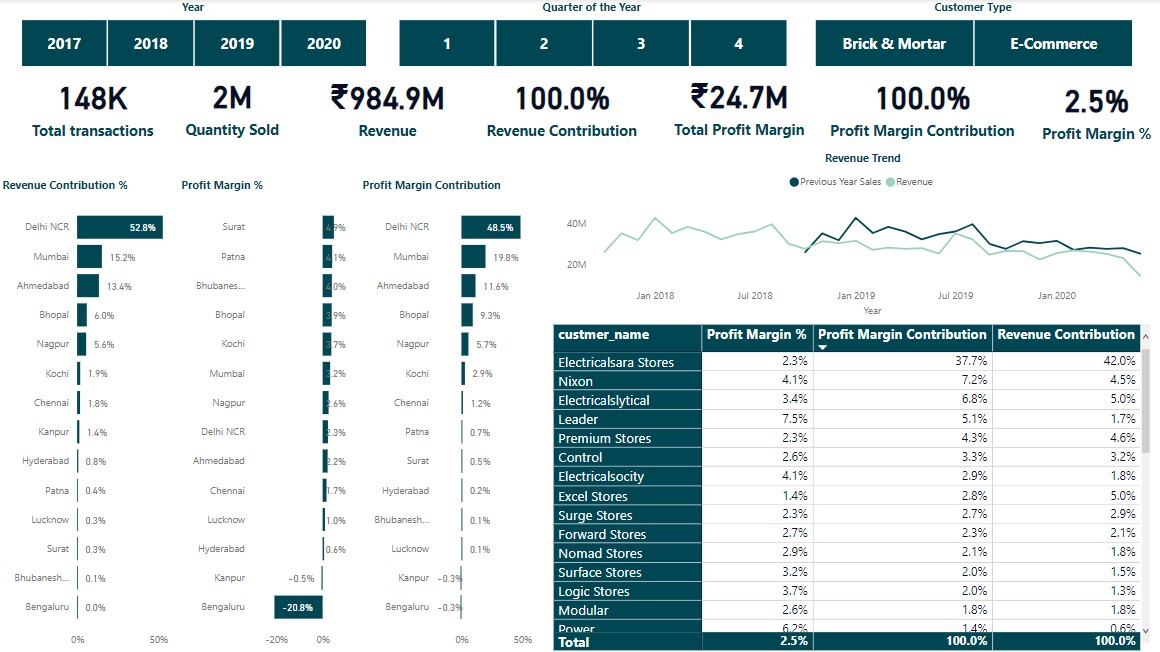 Year
Quarter of the Year
Customer Type
2017 2018 2019 2020
1 2 3 4
Brick & Mortar E-Commerce
148K
Total transactions
2M
Quantity Sold
₹984.9M
Revenue
100.0%
Revenue Contribution
₹24.7M
Total Profit Margin
100.0%
Profit Margin Contribution
2.5%
Profit Margin %
Revenue Contribution %
Delhi NCR 52.8%
Mumbai 15.2%
Ahmedabad 13.4%
Bhopal 6.0%
Nagpur 5.6%
Kochi 1.9%
Chennai 1.8%
Kanpur 1.4%
Hyderabad 0.8%
Patna 0.4%
Lucknow 0.3%
Surat 0.3%
Bhubanesh... 0.1%
Bengaluru 0.0%
0% 50%
Profit Margin %
Surat 4.9%
Patna 4.1%
Bhubanes... 4.0%
Bhopal 3.9%
Kochi 3.7%
Mumbai 3.2%
Nagpur 2.6%
Delhi NCR 2.3%
Ahmedabad 2.2%
Chennai 1.7%
Lucknow 1.0%
Hyderabad 0.6%
Kanpur -0.5%
Bengaluru -20.8%
-20% 0%
Profit Margin Contribution
Delhi NCR 48.5%
Mumbai 19.8%
Ahmedabad 11.6%
Bhopal 9.3%
Nagpur 5.7%
Kochi 2.9%
Chennai 1.2%
Patna 0.7%
Surat 0.5%
Hyderabad 0.2%
Bhubanesh... 0.1%
Lucknow 0.1%
Kanpur -0.3%
Bengaluru -0.3%
0% 50%
Revenue Trend
Previous Year Sales Revenue
40M
20M
Jan 2018 Jul 2018 Jan 2019 Jul 2019 Jan 2020
Year
custmer_name Profit Margin % Profit Margin Contribution Revenue Contribution
Electricalsara Stores 2.3% 37.7% 42.0%
Nixon 4.1% 7.2% 4.5%
Electricalslytical 3.4% 6.8% 5.0%
Leader 7.5% 5.1% 1.7%
Premium Stores 2.3% 4.3% 4.6%
Control 2.6% 3.3% 3.2%
Electricalsocity 4.1% 2.9% 1.8%
Excel Stores 1.4% 2.8% 5.0%
Surge Stores 2.3% 2.7% 2.9%
Forward Stores 2.7% 2.3% 2.1%
Nomad Stores 2.9% 2.1% 1.8%
Surface Stores 3.2% 2.0% 1.5%
Logic Stores 3.7% 2.0% 1.3%
Modular 2.6% 1.8% 1.8%
Power 6.2% 1.4% 0.6%
Total 2.5% 100.0% 100.0%